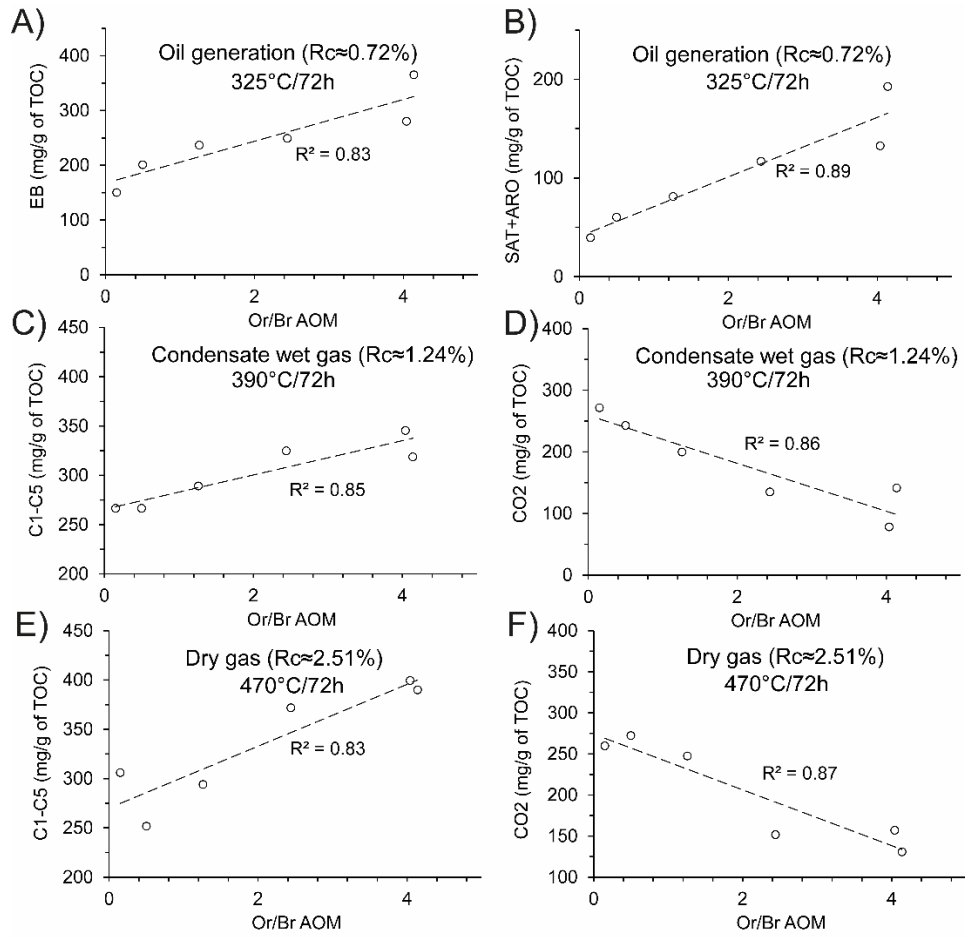 A)
Oil generation (Rc≈0.72%)
325°C/72h
EB (mg/g of TOC)
400
300
200
100
0
R² = 0.83
0 2 4
Or/Br AOM
B)
Oil generation (Rc≈0.72%)
325°C/72h
SAT+ARO (mg/g of TOC)
200
100
0
R² = 0.89
0 2 4
Or/Br AOM
C)
Condensate wet gas (Rc≈1.24%)
390°C/72h
C1-C5 (mg/g of TOC)
450
400
350
300
250
200
R² = 0.85
0 2 4
Or/Br AOM
D)
Condensate wet gas (Rc≈1.24%)
390°C/72h
CO2 (mg/g of TOC)
400
300
200
100
0
R² = 0.86
0 2 4
Or/Br AOM
E)
Dry gas (Rc≈2.51%)
470°C/72h
C1-C5 (mg/g of TOC)
450
400
350
300
250
200
R² = 0.83
0 2 4
Or/Br AOM
F)
Dry gas (Rc≈2.51%)
470°C/72h
CO2 (mg/g of TOC)
400
350
300
250
200
150
100
R² = 0.87
0 2 4
Or/Br AOM